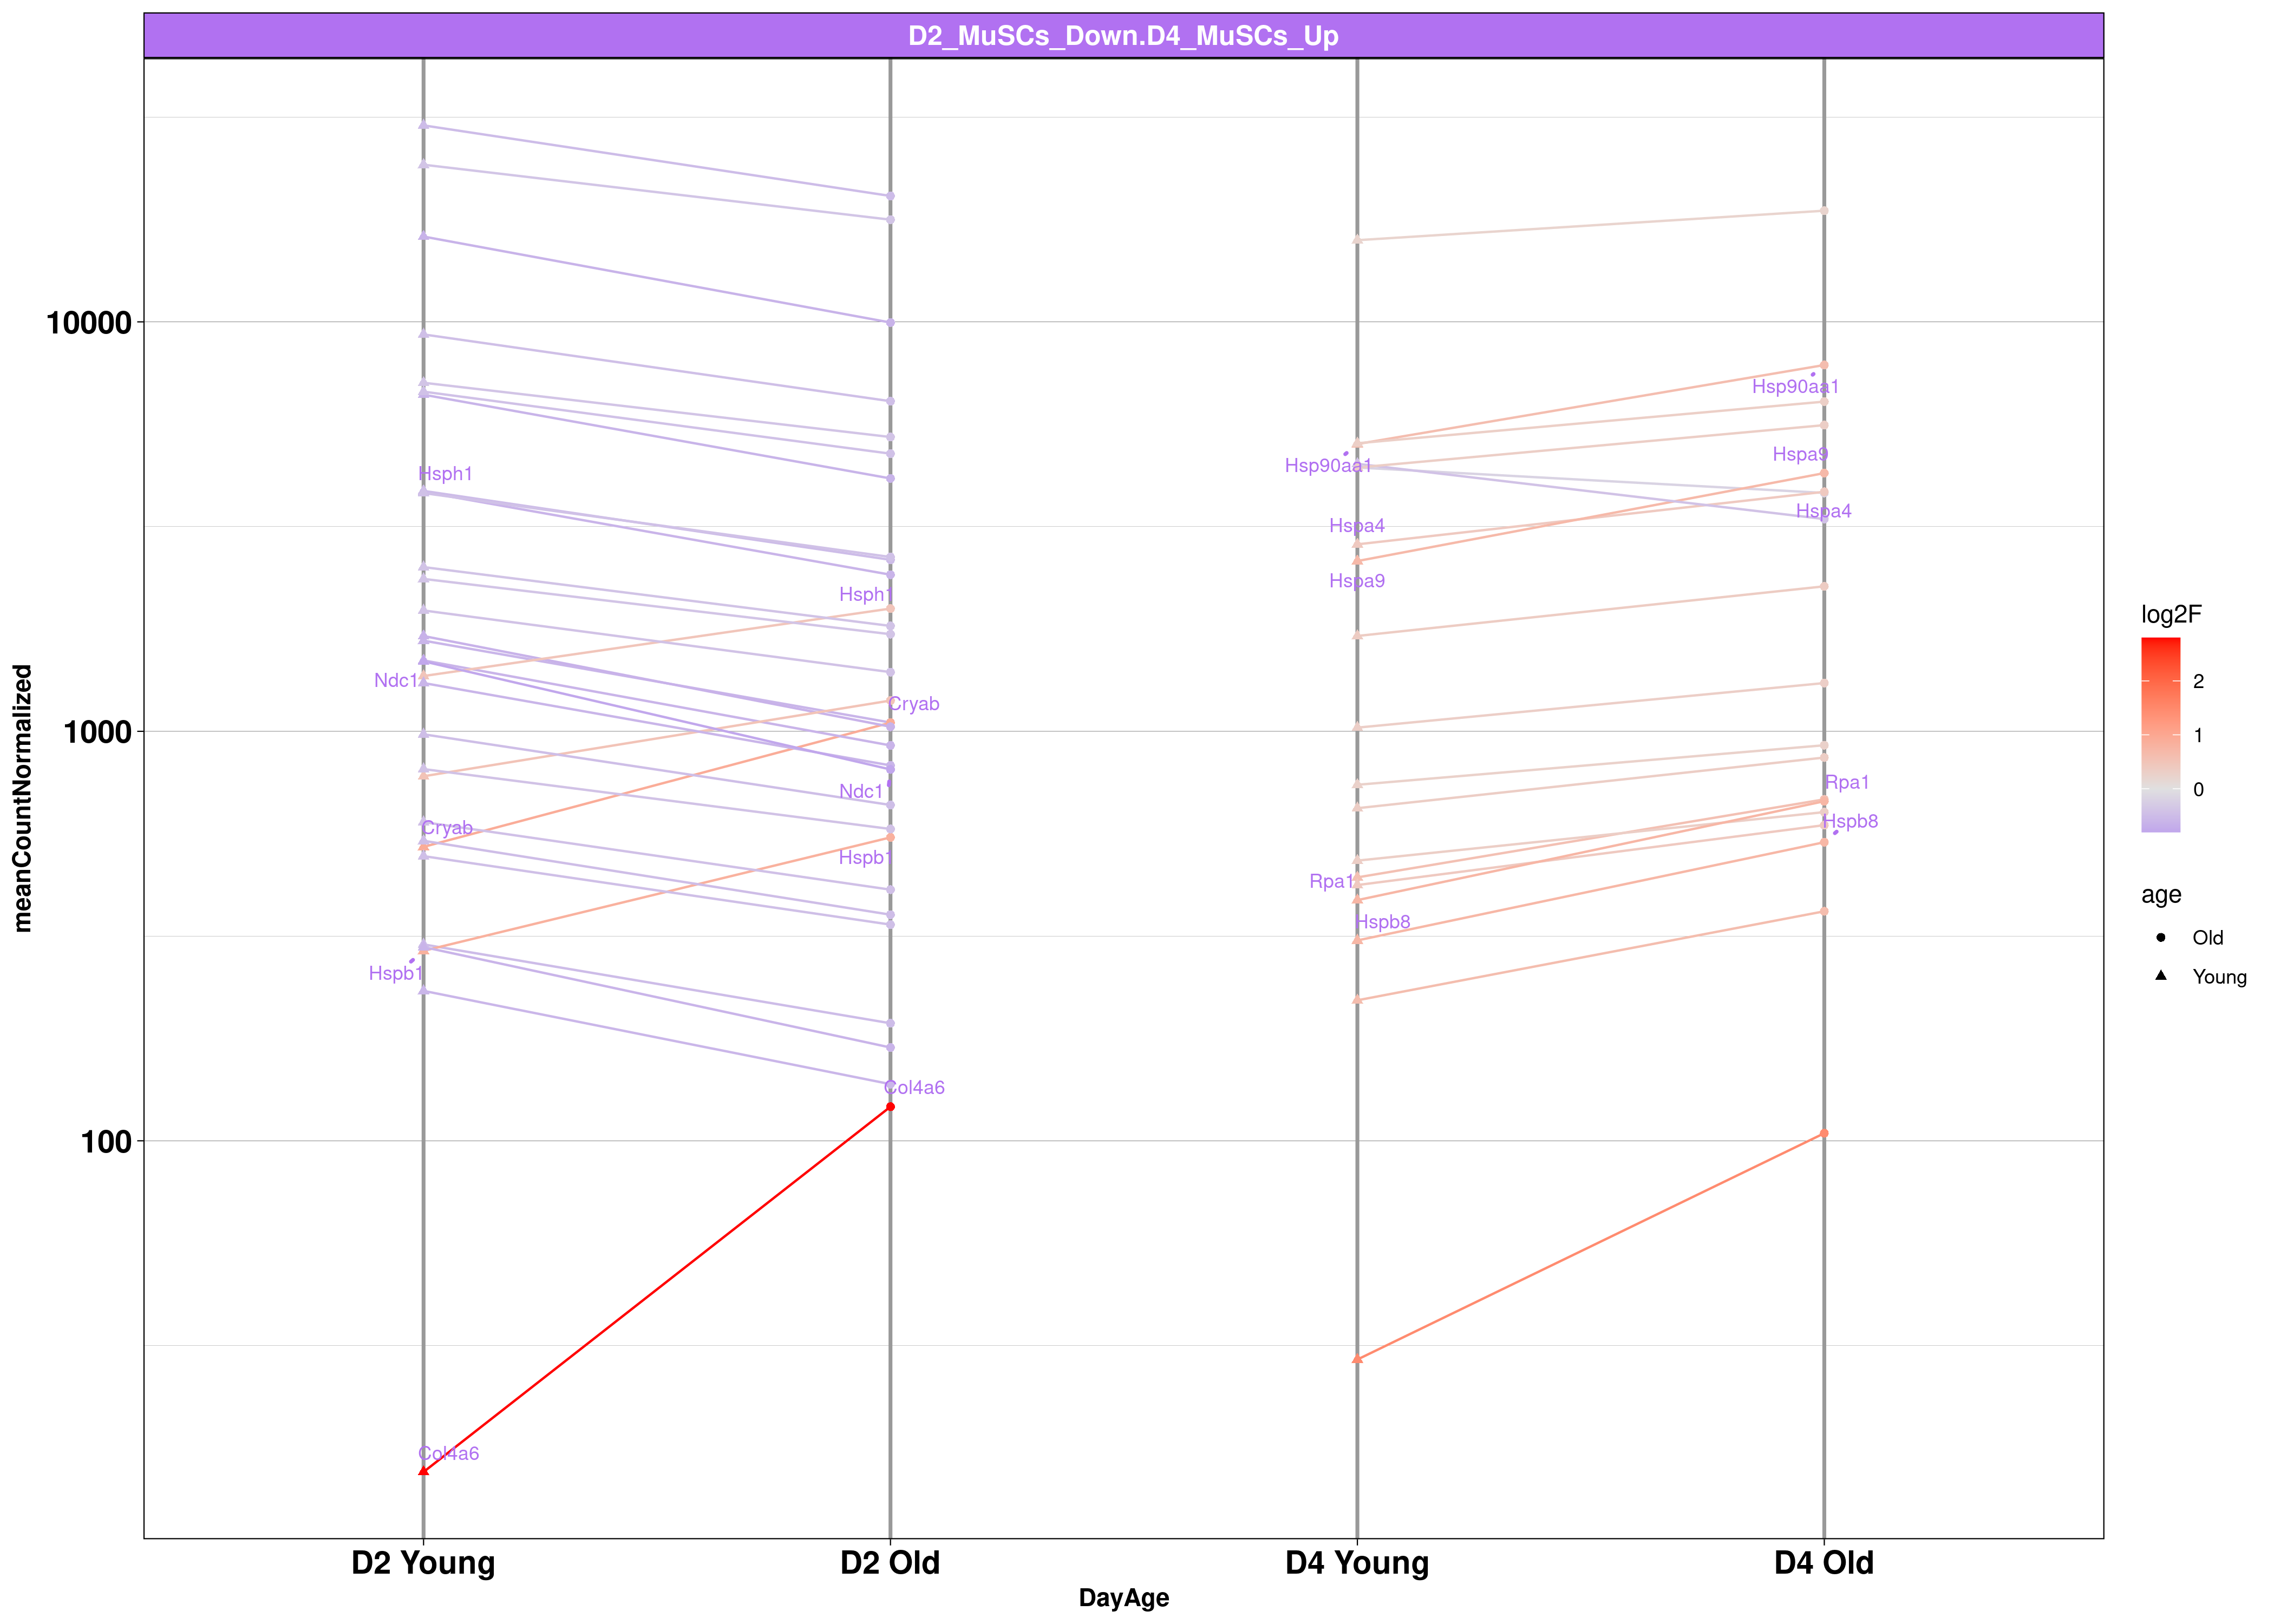 D2_MuSCs_Down.D4_MuSCs_Up
meanCountNormalized
10000
1000
100
Hsph1
Ndc1
Cryab
Hspb1
Col4a6
Hsph1
Cryab
Ndc1
Hspb1
Col4a6
Hsp90aa1
Hspa4
Hspa9
Rpa1
Hspb8
Hsp90aa1
Hspa9
Hspa4
Rpa1
Hspb8
D2 Young
D2 Old
D4 Young
D4 Old
DayAge
log2F
2
1
0
age
Old
Young